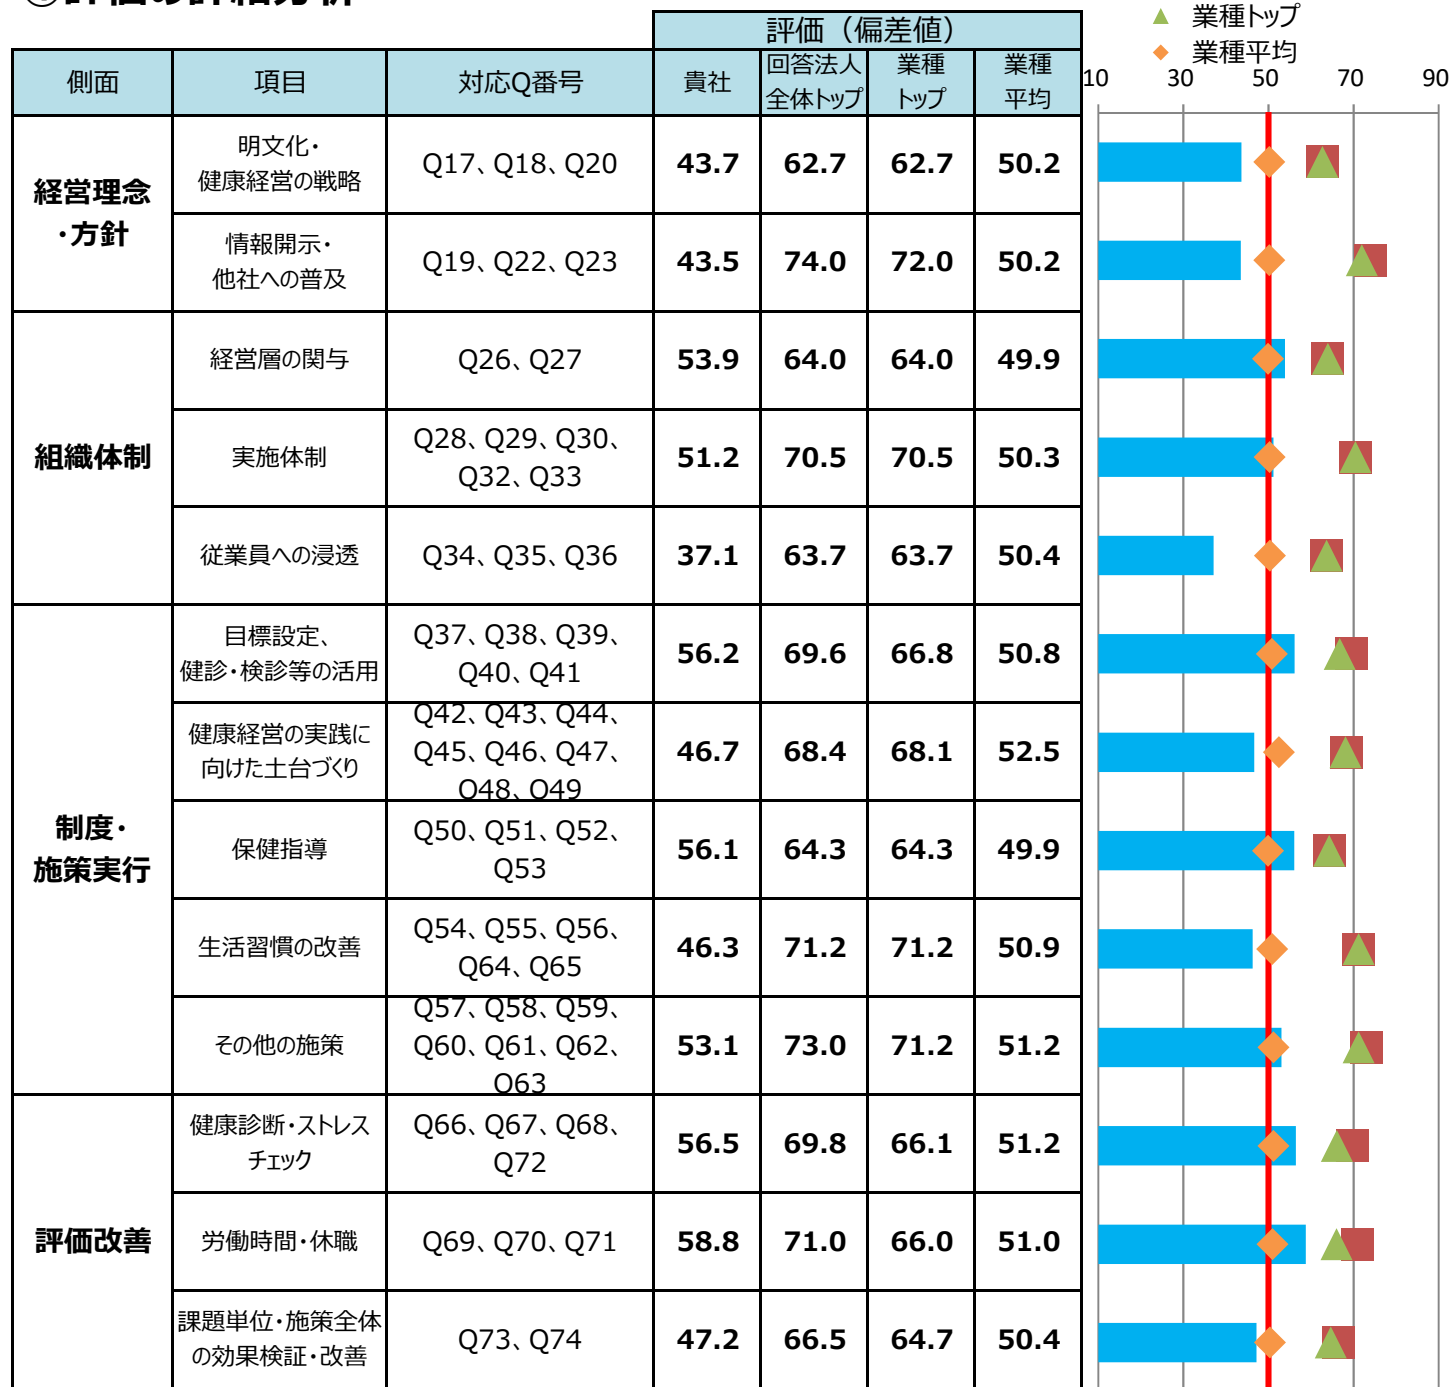 評価（偏差値）
側面 項目 対応Q番号 貴社 回答法人 業種 業種
全体トップ トップ 平均
▲ 業種トップ
◆ 業種平均
10 30 50 70 90
経営理念
・方針
明文化・
健康経営の戦略
Q17、Q18、Q20 43.7 62.7 62.7 50.2
情報開示・
他社への普及
Q19、Q22、Q23 43.5 74.0 72.0 50.2
組織体制
経営層の関与 Q26、Q27 53.9 64.0 64.0 49.9
実施体制
Q28、Q29、Q30、
Q32、Q33
51.2 70.5 70.5 50.3
従業員への浸透 Q34、Q35、Q36 37.1 63.7 63.7 50.4
制度・
施策実行
目標設定、
健診・検診等の活用
Q37、Q38、Q39、
Q40、Q41
56.2 69.6 66.8 50.8
健康経営の実践に
向けた土台づくり
Q42、Q43、Q44、
Q45、Q46、Q47、
Q48、Q49
46.7 68.4 68.1 52.5
保健指導
Q50、Q51、Q52、
Q53
56.1 64.3 64.3 49.9
生活習慣の改善
Q54、Q55、Q56、
Q64、Q65
46.3 71.2 71.2 50.9
その他の施策
Q57、Q58、Q59、
Q60、Q61、Q62、
Q63
53.1 73.0 71.2 51.2
評価改善
健康診断・ストレス
チェック
Q66、Q67、Q68、
Q72
56.5 69.8 66.1 51.2
労働時間・休職 Q69、Q70、Q71 58.8 71.0 66.0 51.0
課題単位・施策全体
の効果検証・改善
Q73、Q74 47.2 66.5 64.7 50.4